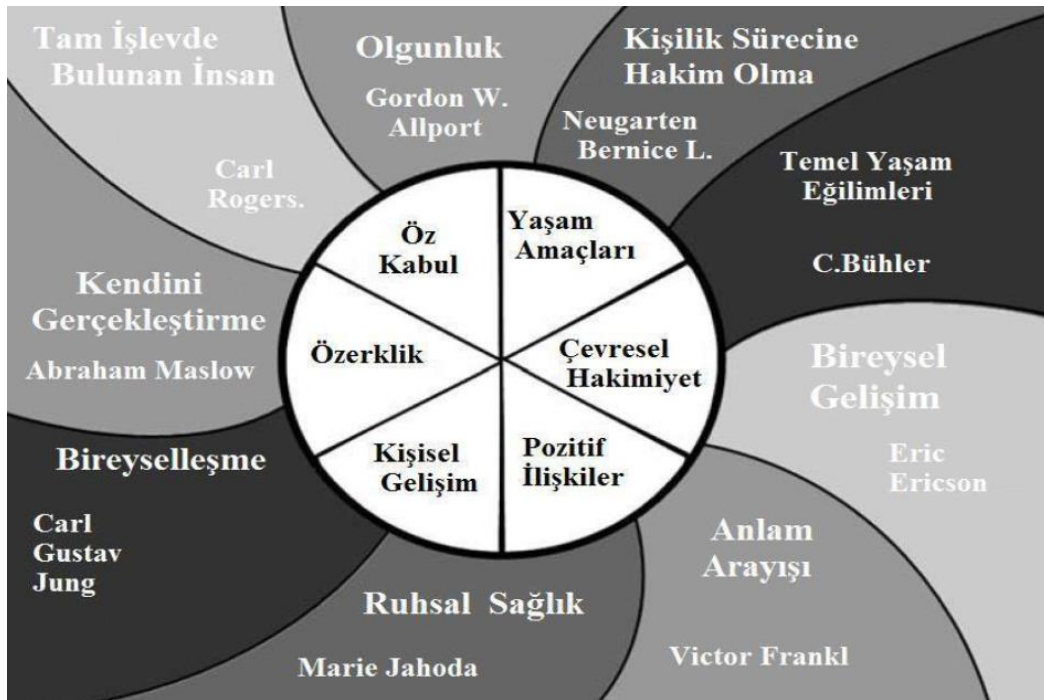 Tam İşlevde
Bulunan İnsan
Carl
Rogers.
Olgunluk
Gordon W.
Allport
Kişilik Sürecine
Hakim Olma
Neugarten
Bernice L.
Temel Yaşam
Eğilimleri
C.Bühler
Bireysel
Gelişim
Eric
Ericson
Anlam
Arayışı
Victor Frankl
Ruhsal Sağlık
Marie Jahoda
Bireyselleşme
Carl
Gustav
Jung
Kendini
Gerçekleştirme
Abraham Maslow
Öz
Kabul
Yaşam
Amaçları
Çevresel
Hakimiyet
Pozitif
İlişkiler
Kişisel
Gelişim
Özerklik